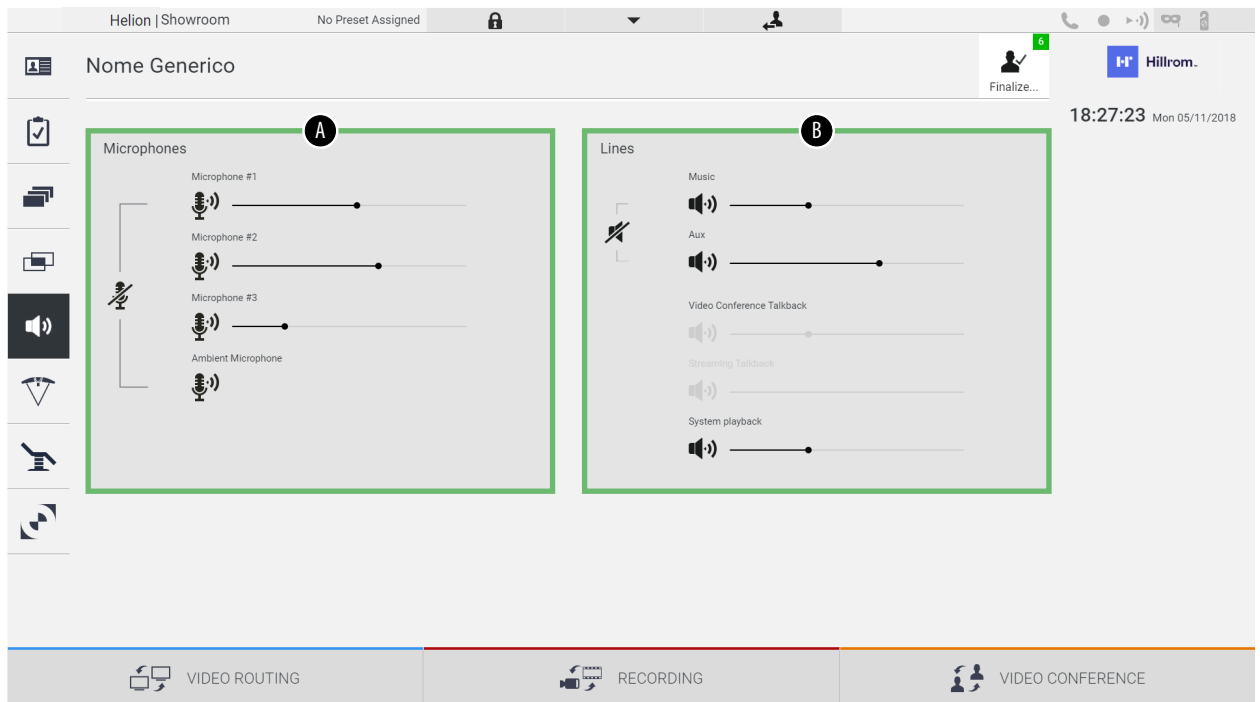 Helion | Showroom
No Preset Assigned
6
Nome Generico
Finalize...
H·r Hillrom™
18:27:23 Mon 05/11/2018
A
B
Microphones
Microphone #1
Microphone #2
Microphone #3
Ambient Microphone
Lines
Music
Aux
Video Conference Talkback
Streaming Talkback
System playback
VIDEO ROUTING
RECORDING
VIDEO CONFERENCE